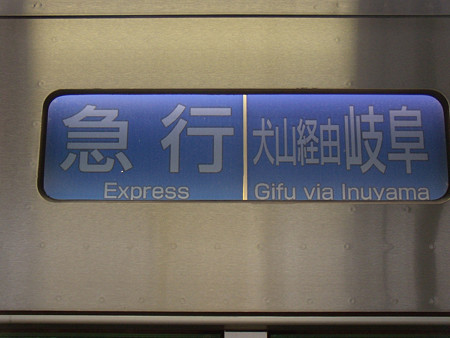 急行
Express
犬山経由岐阜
Gifu via Inuyama